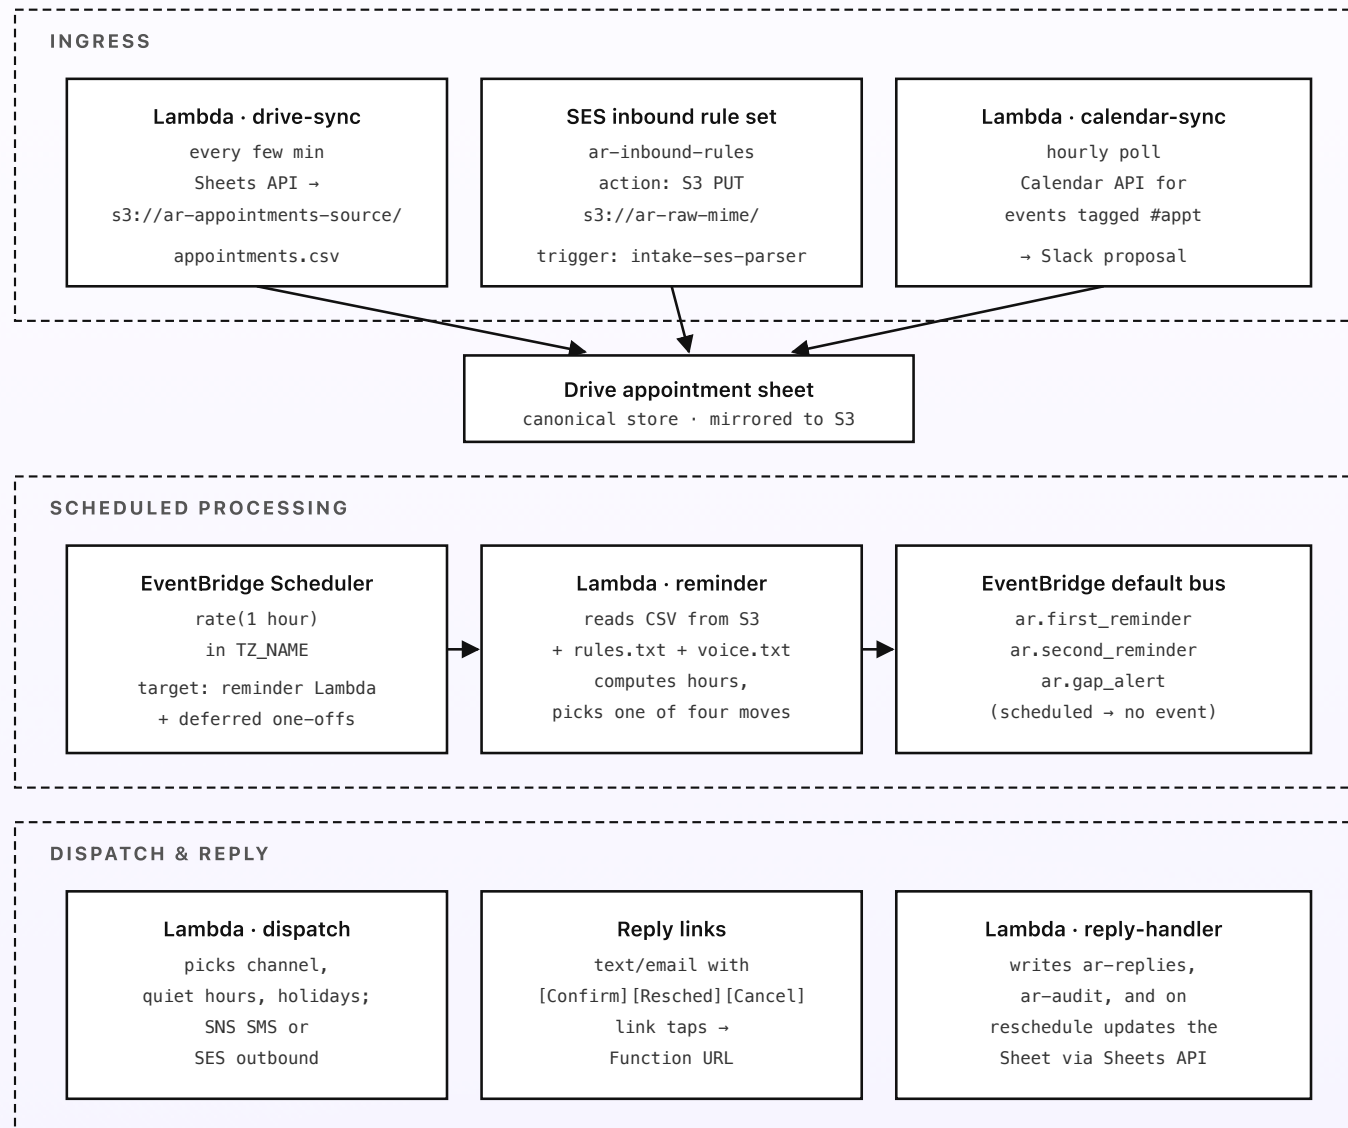 INGRESS
Lambda · drive-sync
every few min
Sheets API →
s3://ar-appointments-source/
appointments.csv
SES inbound rule set
ar-inbound-rules
action: S3 PUT
s3://ar-raw-mime/
trigger: intake-ses-parser
Lambda · calendar-sync
hourly poll
Calendar API for
events tagged #appt
→ Slack proposal
Drive appointment sheet
canonical store · mirrored to S3
SCHEDULED PROCESSING
EventBridge Scheduler
rate(1 hour)
in TZ_NAME
target: reminder Lambda
+ deferred one-offs
Lambda · reminder
reads CSV from S3
+ rules.txt + voice.txt
computes hours,
picks one of four moves
EventBridge default bus
ar.first_reminder
ar.second_reminder
ar.gap_alert
(scheduled → no event)
DISPATCH & REPLY
Lambda · dispatch
picks channel,
quiet hours, holidays;
SNS SMS or
SES outbound
Reply links
text/email with
[Confirm][Resched][Cancel]
link taps →
Function URL
Lambda · reply-handler
writes ar-replies,
ar-audit, and on
reschedule updates the
Sheet via Sheets API